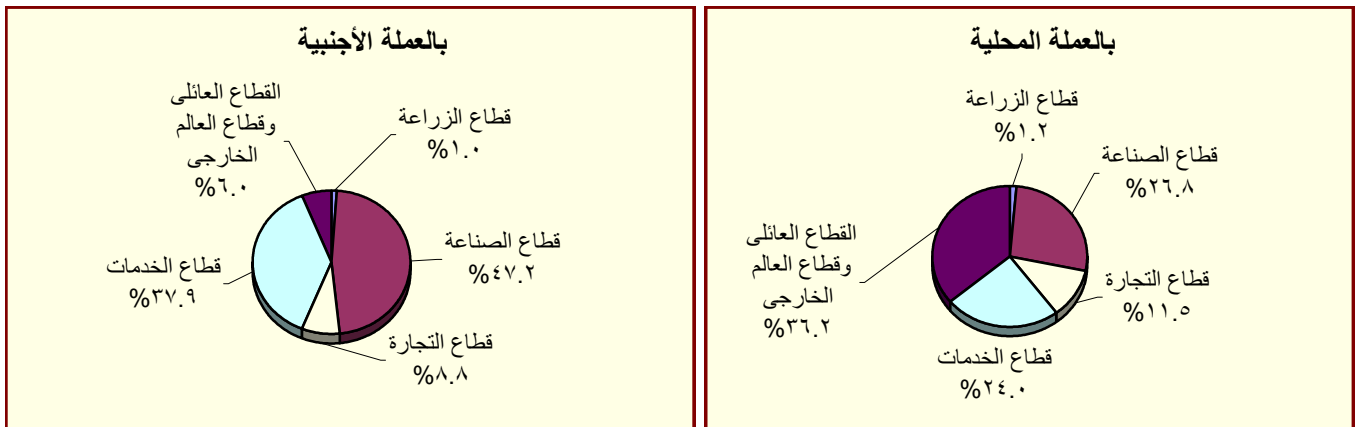 بالعملة المحلية
قطاع الزراعة
%١.٢
قطاع الصناعة
%٢٦.٨
قطاع التجارة
%١١.٥
قطاع الخدمات
%٢٤.٠
القطاع العائلى
وقطاع العالم
الخارجى
%٣٦.٢
بالعملة الأجنبية
قطاع الزراعة
%١.٠
قطاع الصناعة
%٤٧.٢
قطاع التجارة
%٨.٨
قطاع الخدمات
%٣٧.٩
القطاع العائلى
وقطاع العالم
الخارجى
%٦.٠